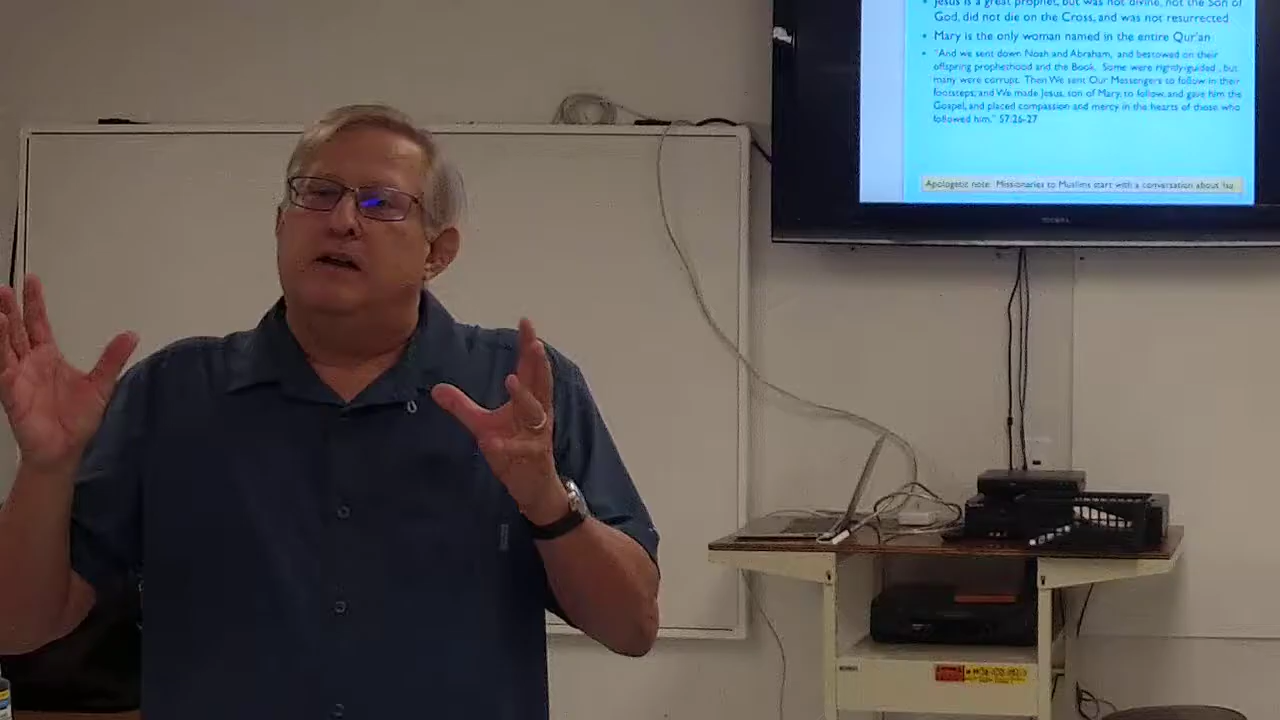 • Jesus is a great prophet, but was not divine, not the Son of
God, did not die on the Cross, and was not resurrected
• Mary is the only woman named in the entire Qur'an
• "And we sent down Noah and Abraham, and bestowed on their
offspring prophethood and the Book. Some were rightly-guided, but
many were corrupt. Then We sent Our Messengers to follow in their
footsteps, and We made Jesus, son of Mary, to follow, and gave him the
Gospel, and placed compassion and mercy in the hearts of those who
followed him." 57:26-27
Apologetic note: Missionaries to Muslims start with a conversation about Isa